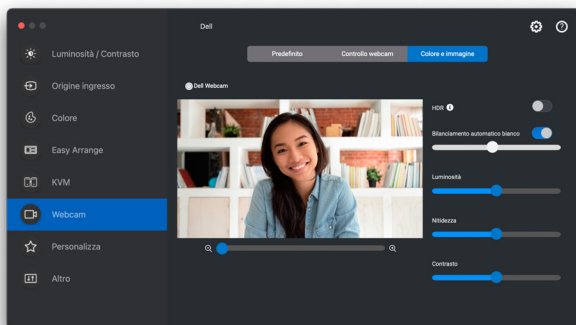 Dell
Luminosità / Contrasto
Origine ingresso
Colore
Easy Arrange
KVM
Webcam
Personalizza
Altro
Predefinito
Controllo webcam
Colore e immagine
Dell Webcam
HDR
Bilanciamento automatico bianco
Luminosità
Nitidezza
Contrasto